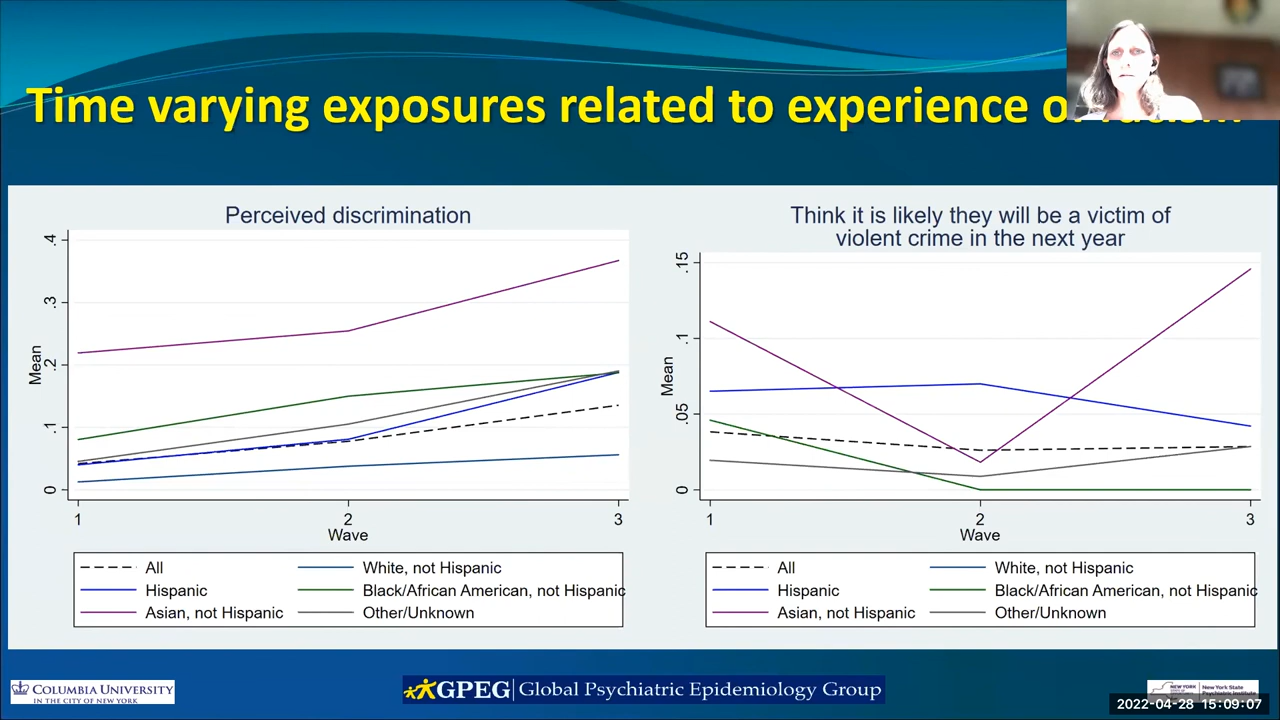 Time varying exposures related to experience of racism
Perceived discrimination
.4
.3
.2
.1
0
Mean
1 2 3
Wave
All White, not Hispanic
Hispanic Black/African American, not Hispanic
Asian, not Hispanic Other/Unknown
Think it is likely they will be a victim of
violent crime in the next year
.15
.1
.05
0
Mean
1 2 3
Wave
All White, not Hispanic
Hispanic Black/African American, not Hispanic
Asian, not Hispanic Other/Unknown
COLUMBIA UNIVERSITY
IN THE CITY OF NEW YORK
GPEG Global Psychiatric Epidemiology Group
New York State
Psychiatric Institute
2022-04-28 15:09:07